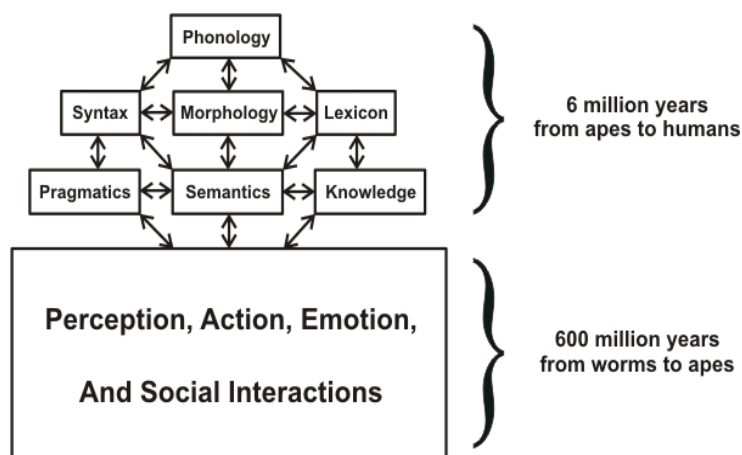 Phonology
Syntax
Morphology
Lexicon
6 million years
from apes to humans
Pragmatics
Semantics
Knowledge
Perception, Action, Emotion,
And Social Interactions
600 million years
from worms to apes